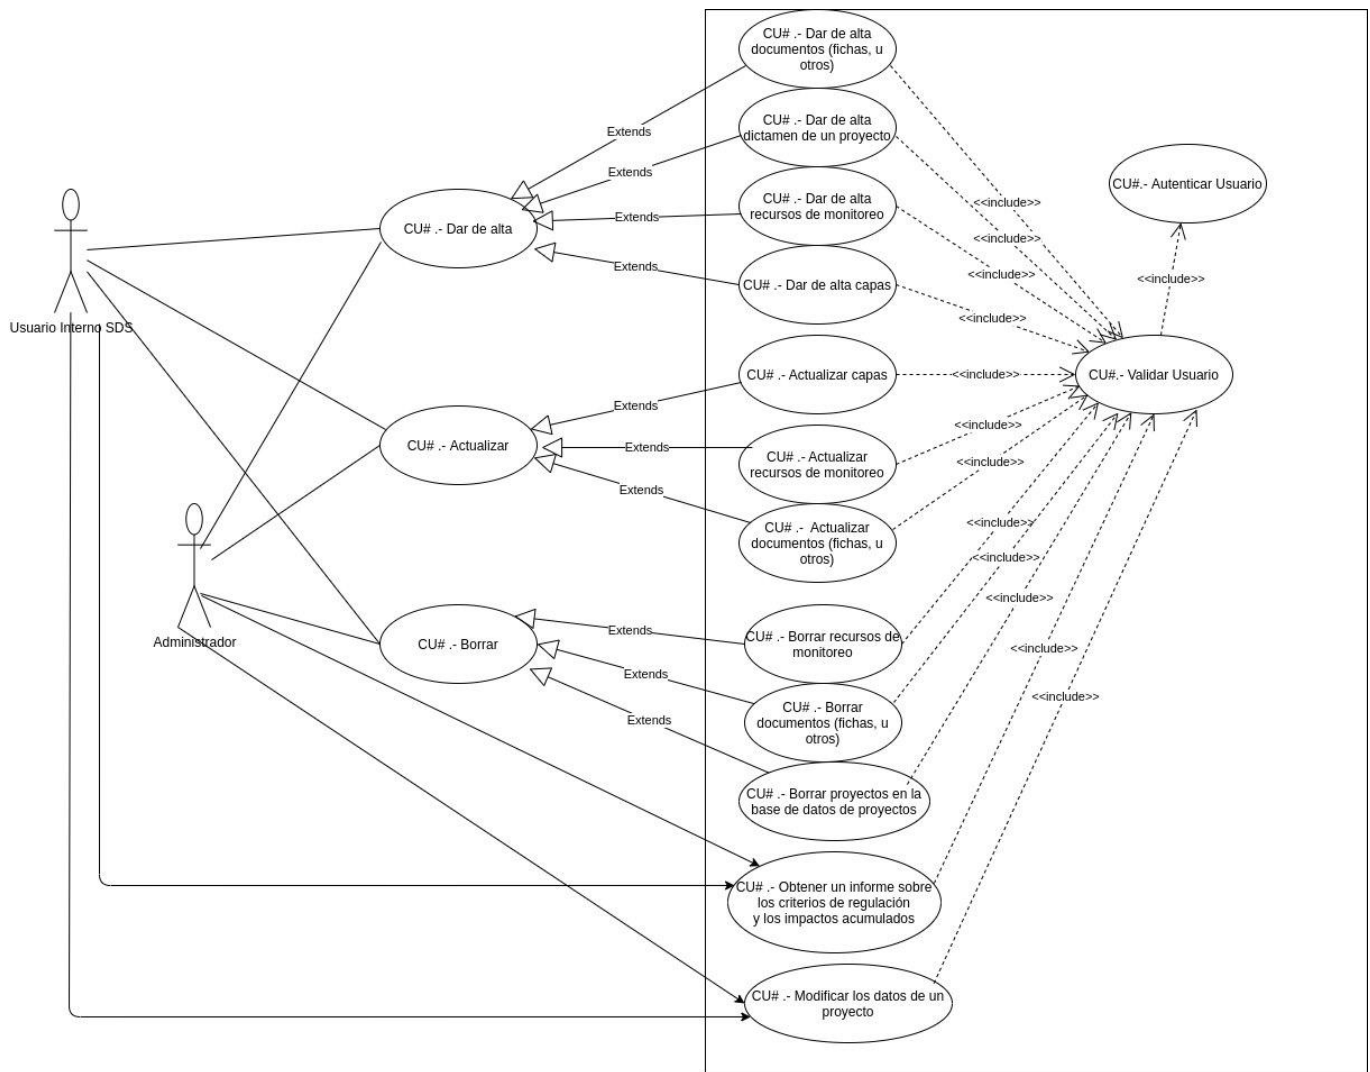 CU# .- Dar de alta
documentos (fichas, u
otros)
Extends
CU# .- Dar de alta
dictamen de un proyecto
Extends
CU#.- Autenticar Usuario
CU# .- Dar de alta
recursos de monitoreo
<<include>>
Extends
CU# .- Dar de alta
<<include>>
Extends
<<include>>
<<include>>
CU# .- Dar de alta capas
<<include>>
Usuario Interno SDS
CU# .- Actualizar capas
<<include>>
CU#.- Validar Usuario
Extends
CU# .- Actualizar
Extends
<<include>>
CU# .- Actualizar
recursos de monitoreo
<<include>>
Extends
CU# .- Actualizar
documentos (fichas, u
otros)
<<include>>
<<include>>
<<include>>
Administrador
CU# .- Borrar
Extends
CU# .- Borrar recursos de
monitoreo
<<include>>
Extends
<<include>>
CU# .- Borrar
documentos (fichas, u
otros)
Extends
CU# .- Borrar proyectos en la
base de datos de proyectos
CU# .- Obtener un informe sobre
los criterios de regulación
y los impactos acumulados
CU# .- Modificar los datos de un
proyecto